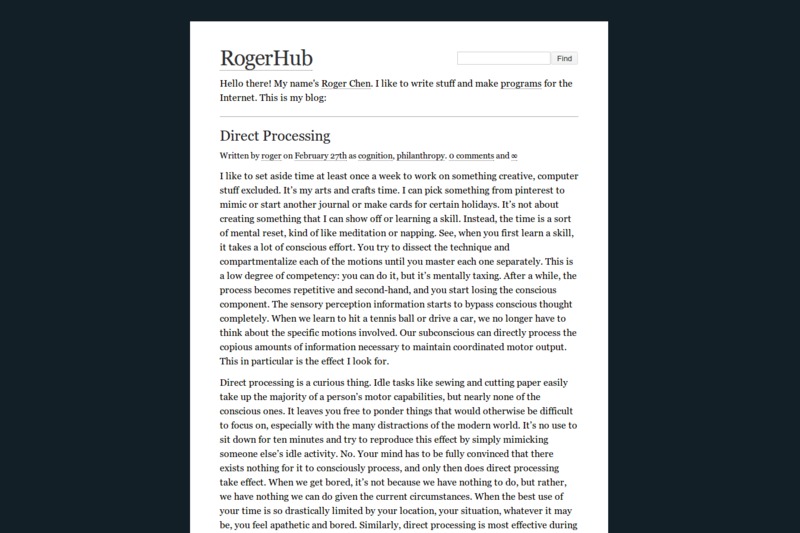 RogerHub
Find
Hello there! My name's Roger Chen. I like to write stuff and make programs for the
Internet. This is my blog:
Direct Processing
Written by roger on February 27th as cognition, philanthropy. 0 comments and ∞
I like to set aside time at least once a week to work on something creative, computer
stuff excluded. It's my arts and crafts time. I can pick something from pinterest to
mimic or start another journal or make cards for certain holidays. It's not about
creating something that I can show off or learning a skill. Instead, the time is a sort
of mental reset, kind of like meditation or napping. See, when you first learn a skill,
it takes a lot of conscious effort. You try to dissect the technique and
compartmentalize each of the motions until you master each one separately. This is
a low degree of competency: you can do it, but it's mentally taxing. After a while, the
process becomes repetitive and second-hand, and you start losing the conscious
component. The sensory perception information starts to bypass conscious thought
completely. When we learn to hit a tennis ball or drive a car, we no longer have to
think about the specific motions involved. Our subconscious can directly process the
copious amounts of information necessary to maintain coordinated motor output.
This in particular is the effect I look for.
Direct processing is a curious thing. Idle tasks like sewing and cutting paper easily
take up the majority of a person's motor capabilities, but nearly none of the
conscious ones. It leaves you free to ponder things that would otherwise be difficult
to focus on, especially with the many distractions of the modern world. It's no use to
sit down for ten minutes and try to reproduce this effect by simply mimicking
someone else's idle activity. No. Your mind has to be fully convinced that there
exists nothing for it to consciously process, and only then does direct processing
take effect. When we get bored, it's not because we have nothing to do, but rather,
we have nothing we can do given the current circumstances. When the best use of
your time is so drastically limited by your location, your situation, whatever it may
be, you feel apathetic and bored. Similarly, direct processing is most effective during